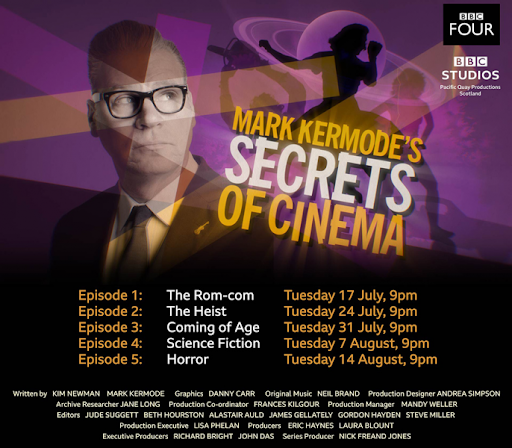 BBC
FOUR
BBC
STUDIOS
Pacific Quay Productions
Scotland
MARK KERMODE'S
SECRETS
OF CINEMA
Episode 1: The Rom-com Tuesday 17 July, 9pm
Episode 2: The Heist Tuesday 24 July, 9pm
Episode 3: Coming of Age Tuesday 31 July, 9pm
Episode 4: Science Fiction Tuesday 7 August, 9pm
Episode 5: Horror Tuesday 14 August, 9pm
Written by KIM NEWMAN MARK KERMODE Graphics DANNY CARR Original Music NEIL BRAND Production Designer ANDREA SIMPSON
Archive Researcher JANE LONG Production Co-ordinator FRANCES KILGOUR Production Manager MANDY WELLER
Editors JUDE SUGGETT BETH HOURSTON ALASTAIR AULD JAMES GELLATELY GORDON HAYDEN STEVE MILLER
Production Executive LISA PHELAN Producers ERIC HAYNES LAURA BLOUNT
Executive Producers RICHARD BRIGHT JOHN DAS Series Producer NICK FREAND JONES